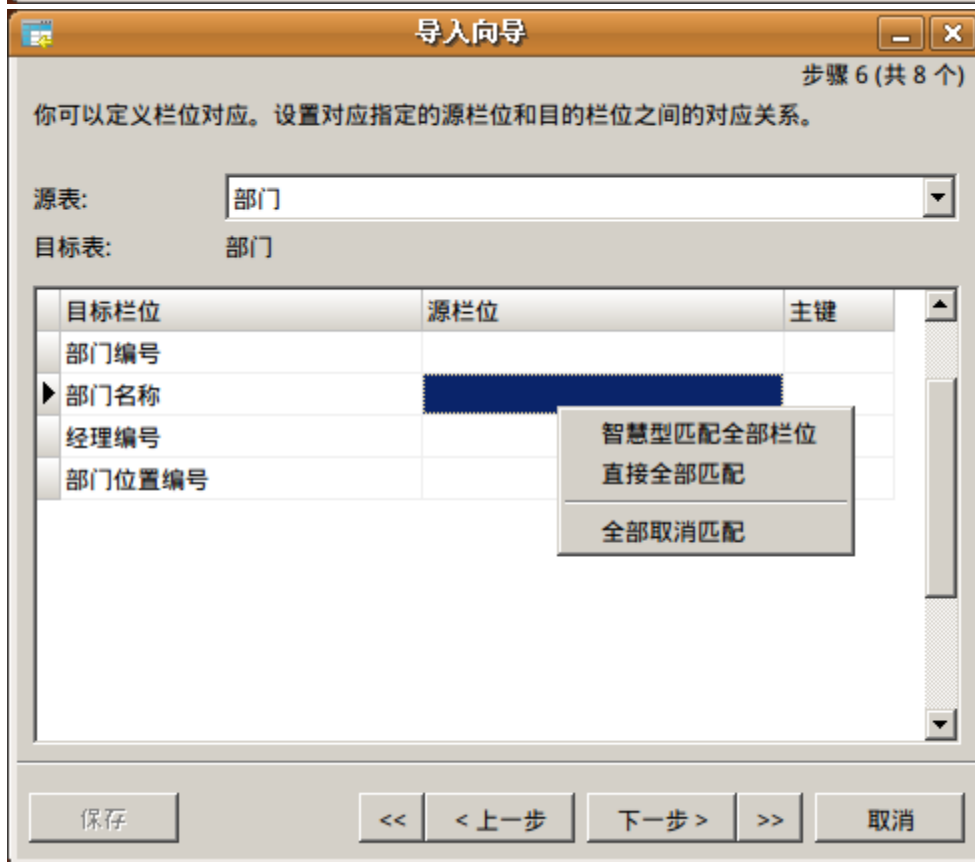 导入向导
步骤 6 (共 8 个)
你可以定义栏位对应。设置对应指定的源栏位和目的栏位之间的对应关系。
源表: 部门
目标表: 部门
目标栏位 源栏位 主键
部门编号
部门名称
经理编号
部门位置编号
智慧型匹配全部栏位
直接全部匹配
全部取消匹配
保存 << < 上一步 下一步 > >> 取消